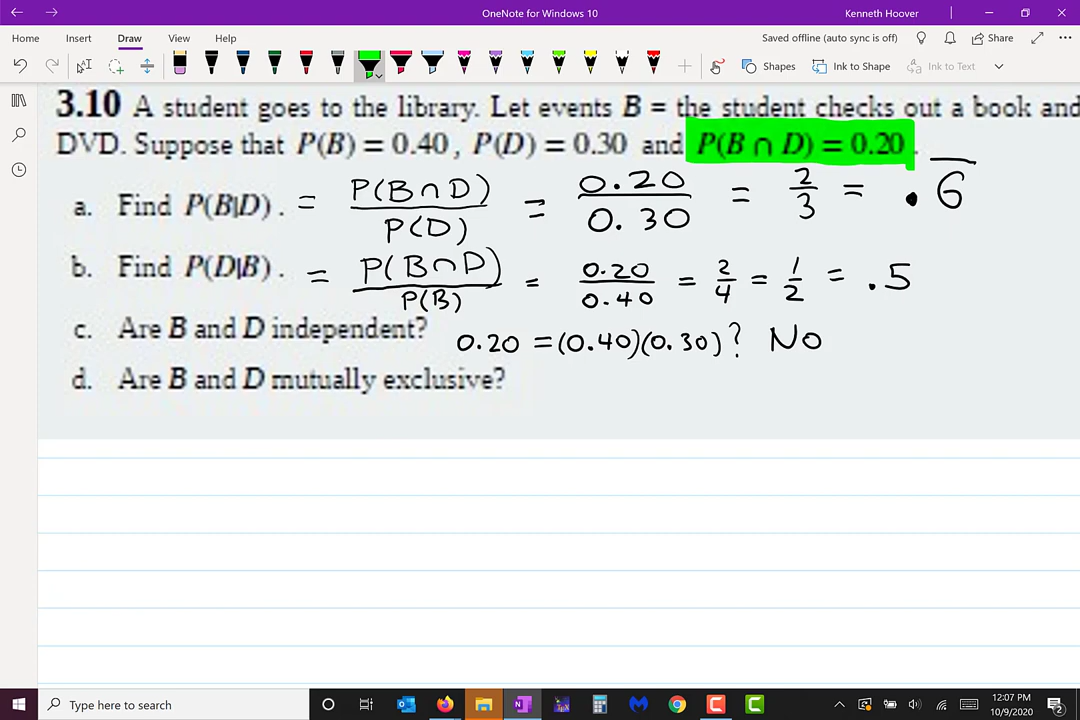 OneNote for Windows 10
Kenneth Hoover
Home Insert Draw View Help
Saved offline (auto sync is off) Share
Shapes Ink to Shape Ink to Text
3.10 A student goes to the library. Let events B = the student checks out a book and
DVD. Suppose that P(B) = 0.40 , P(D) = 0.30 and P(B ∩ D) = 0.20 .
a. Find P(B|D) . = P(B∩D)/P(D) = 0.20/0.30 = 2/3 = .6̅
b. Find P(D|B) . = P(B∩D)/P(B) = 0.20/0.40 = 2/4 = 1/2 = .5
c. Are B and D independent? 0.20 = (0.40)(0.30)? No
d. Are B and D mutually exclusive?
Type here to search
12:07 PM
10/9/2020
2